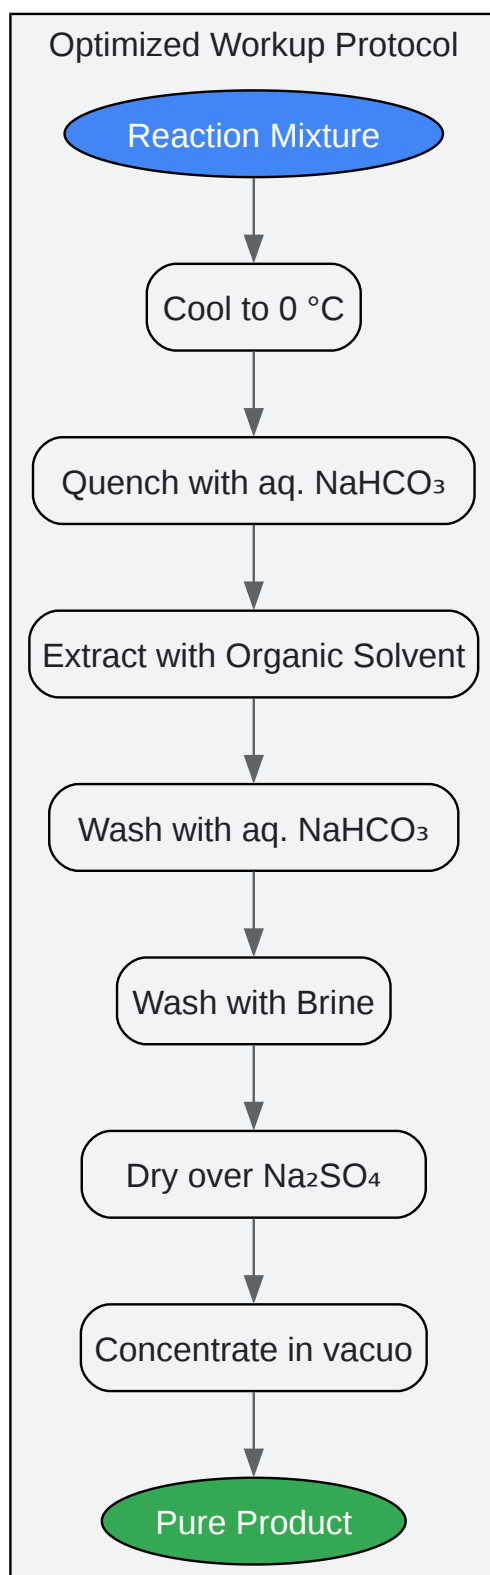 Optimized Workup Protocol
Reaction Mixture
Cool to 0 °C
Quench with aq. NaHCO₃
Extract with Organic Solvent
Wash with aq. NaHCO₃
Wash with Brine
Dry over Na₂SO₄
Concentrate in vacuo
Pure Product